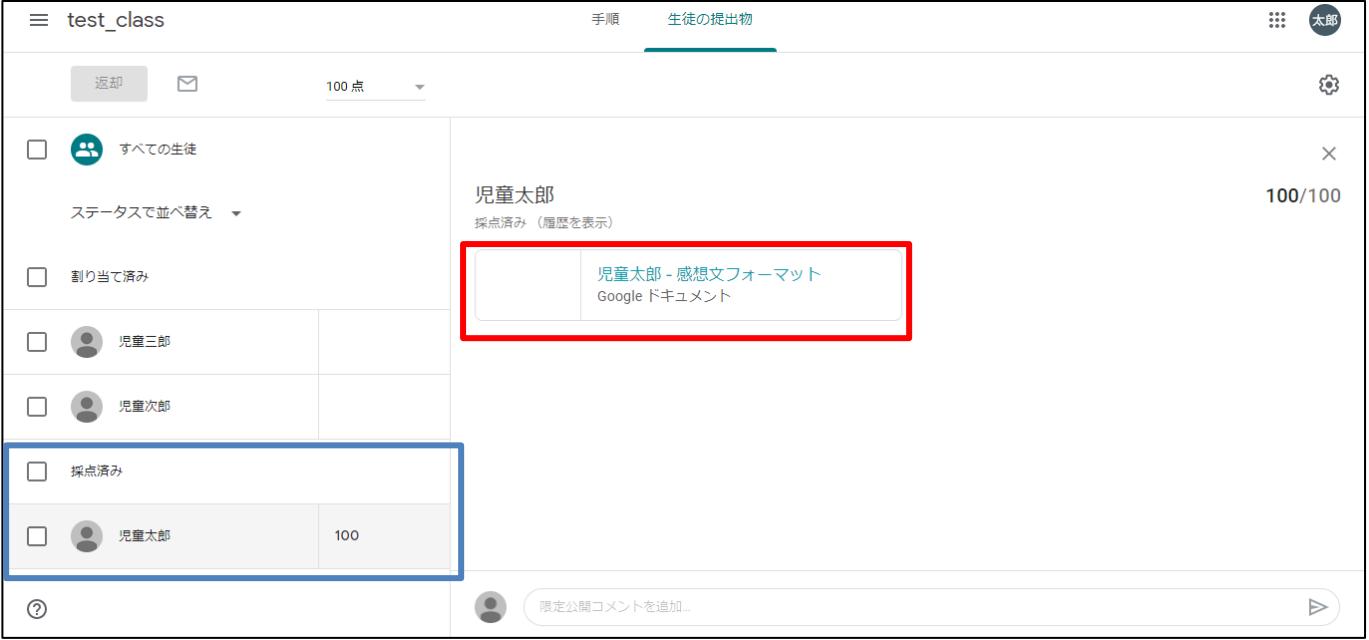 test_class
手順
生徒の提出物
太郎
返却
100 点
すべての生徒
ステータスで並べ替え
割り当て済み
児童三郎
児童次郎
採点済み
児童太郎 100
児童太郎
100/100
採点済み （履歴を表示）
児童太郎 - 感想文フォーマット
Google ドキュメント
限定公開コメントを追加...